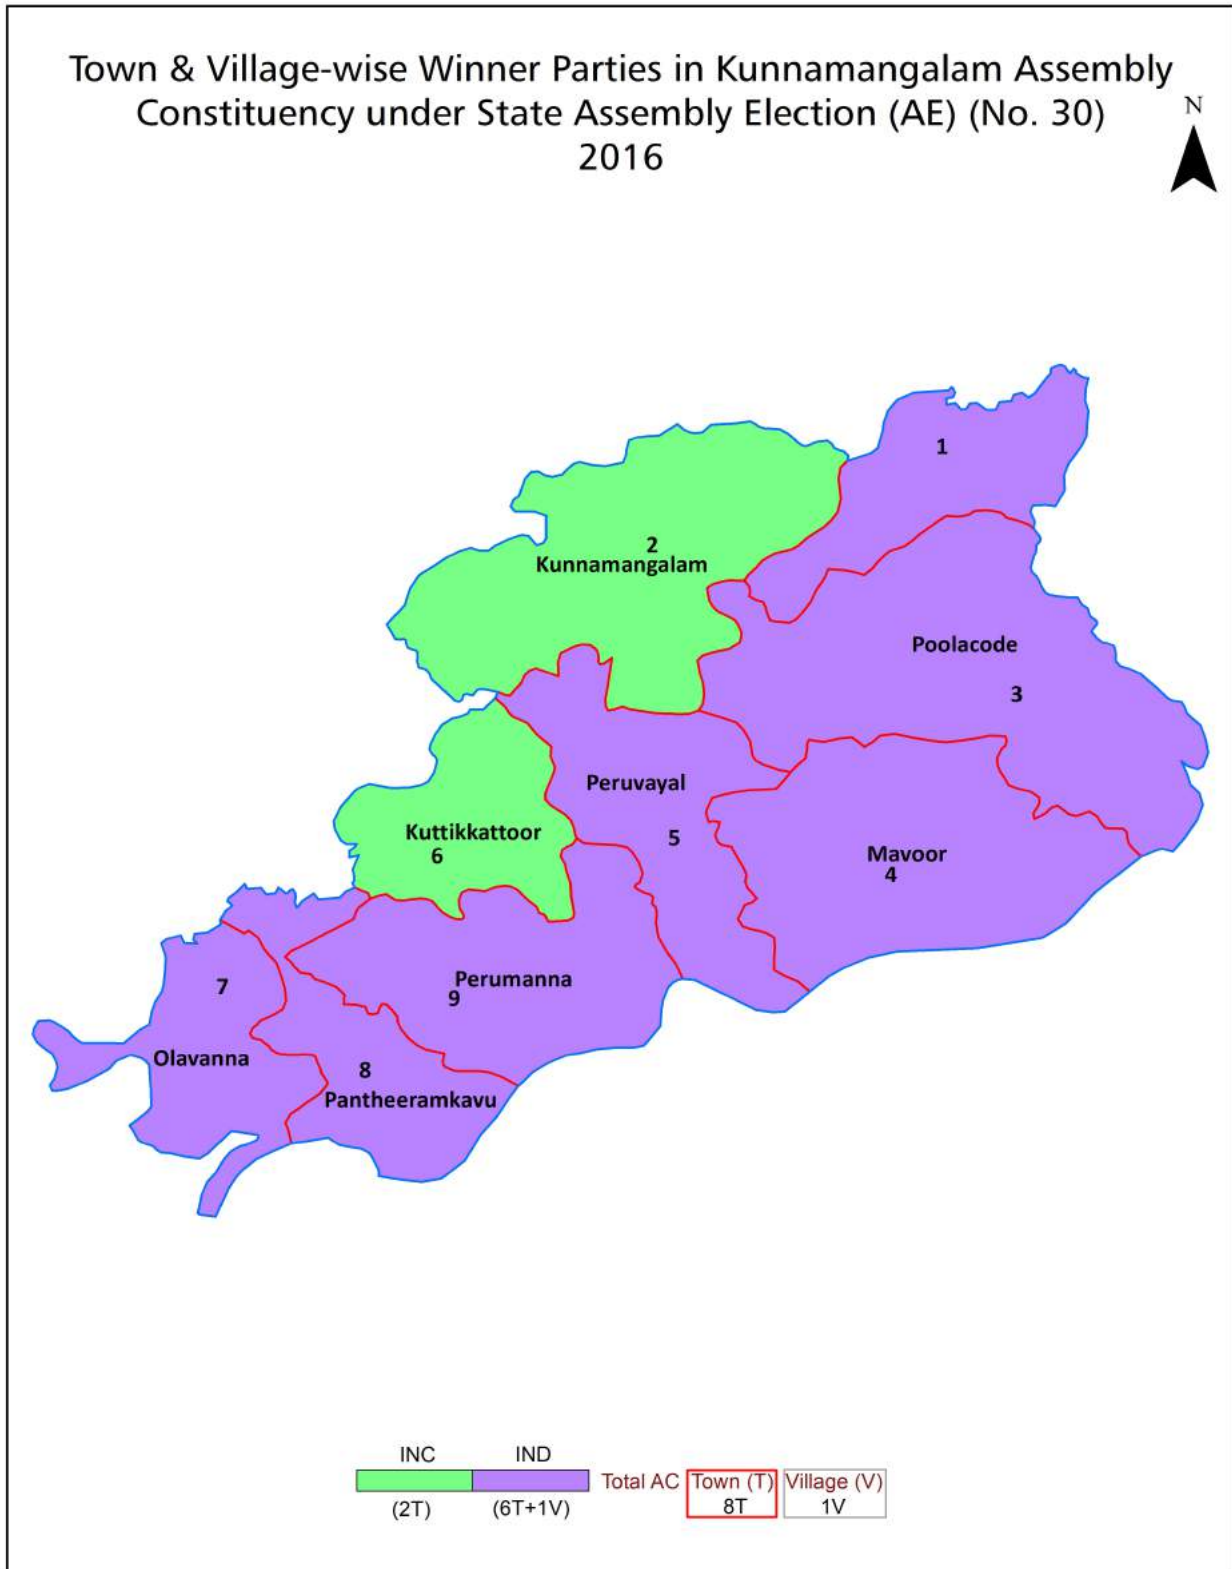 Town & Village-wise Winner Parties in Kunnamangalam Assembly
Constituency under State Assembly Election (AE) (No. 30)
2016
N
1
2
Kunnamangalam
Poolacode
3
Peruvayal
5
Kuttikkattoor
6
Mavoor
4
7
Perumanna
9
Olavanna
8
Pantheeramkavu
INC IND
Total AC Town (T) Village (V)
(2T) (6T+1V) 8T 1V